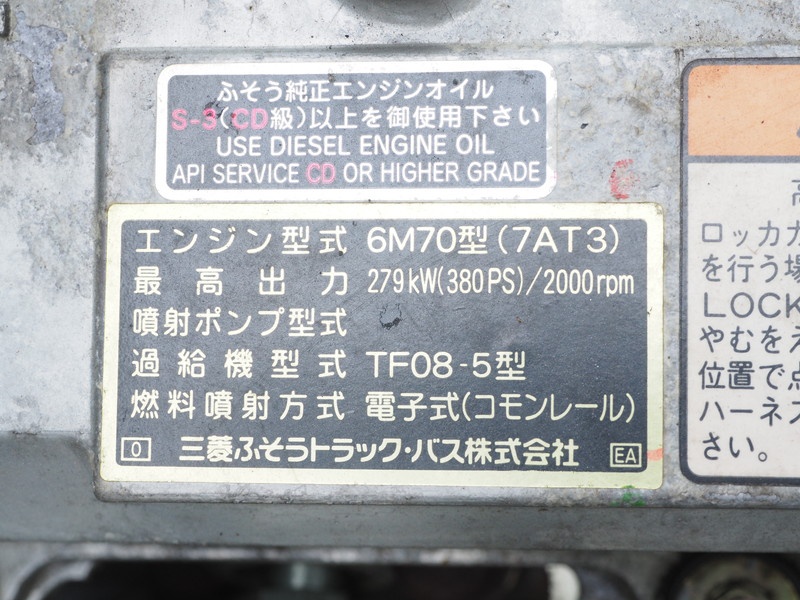 ふそう純正エンジンオイル
S-3(CD級)以上を御使用下さい
USE DIESEL ENGINE OIL
API SERVICE CD OR HIGHER GRADE
エンジン型式 6M70型(7AT3)
最高出力 279kW(380PS)/2000rpm
噴射ポンプ型式
過給機型式 TF08-5型
燃料噴射方式 電子式(コモンレール)
0 三菱ふそうトラック・バス株式会社 EA
ロッカカ
を行う場
LOCK
やむをえ
位置で点
ハーネス
さい。